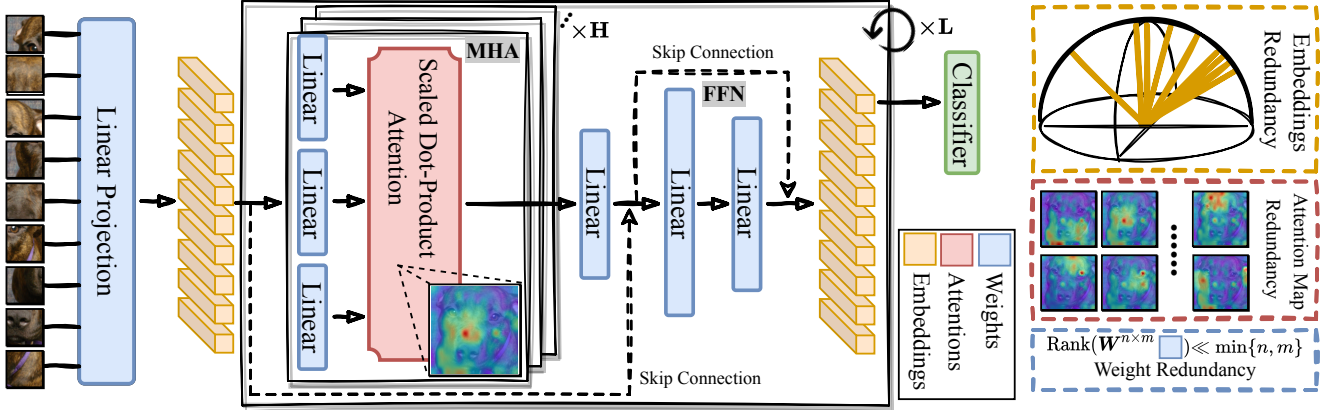 Linear Projection
Linear
Linear
Linear
Scaled Dot-Product
Attention
MHA
×H
Linear
Skip Connection
Skip Connection
FFN
Linear
Linear
×L
Classifier
Embeddings
Attentions
Weights
Embeddings
Redundancy
Attention Map
Redundancy
Rank(W^{n×m} ) ≪ min{n, m}
Weight Redundancy